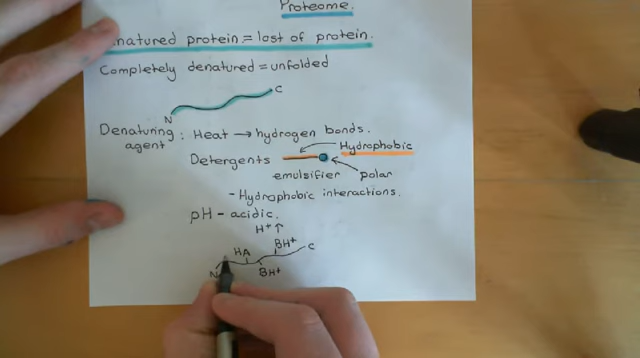 Proteome.
natured protein = lost of protein.
Completely denatured = unfolded
N C
Denaturing agent : Heat → hydrogen bonds.
Hydrophobic
Detergents
emulsifier polar
- Hydrophobic interactions.
pH - acidic.
H+ ↑
HA BH+ C
N BH+